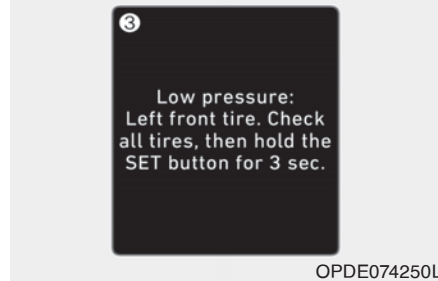 ③
Low pressure:
Left front tire. Check
all tires, then hold the
SET button for 3 sec.
OPDE074250L